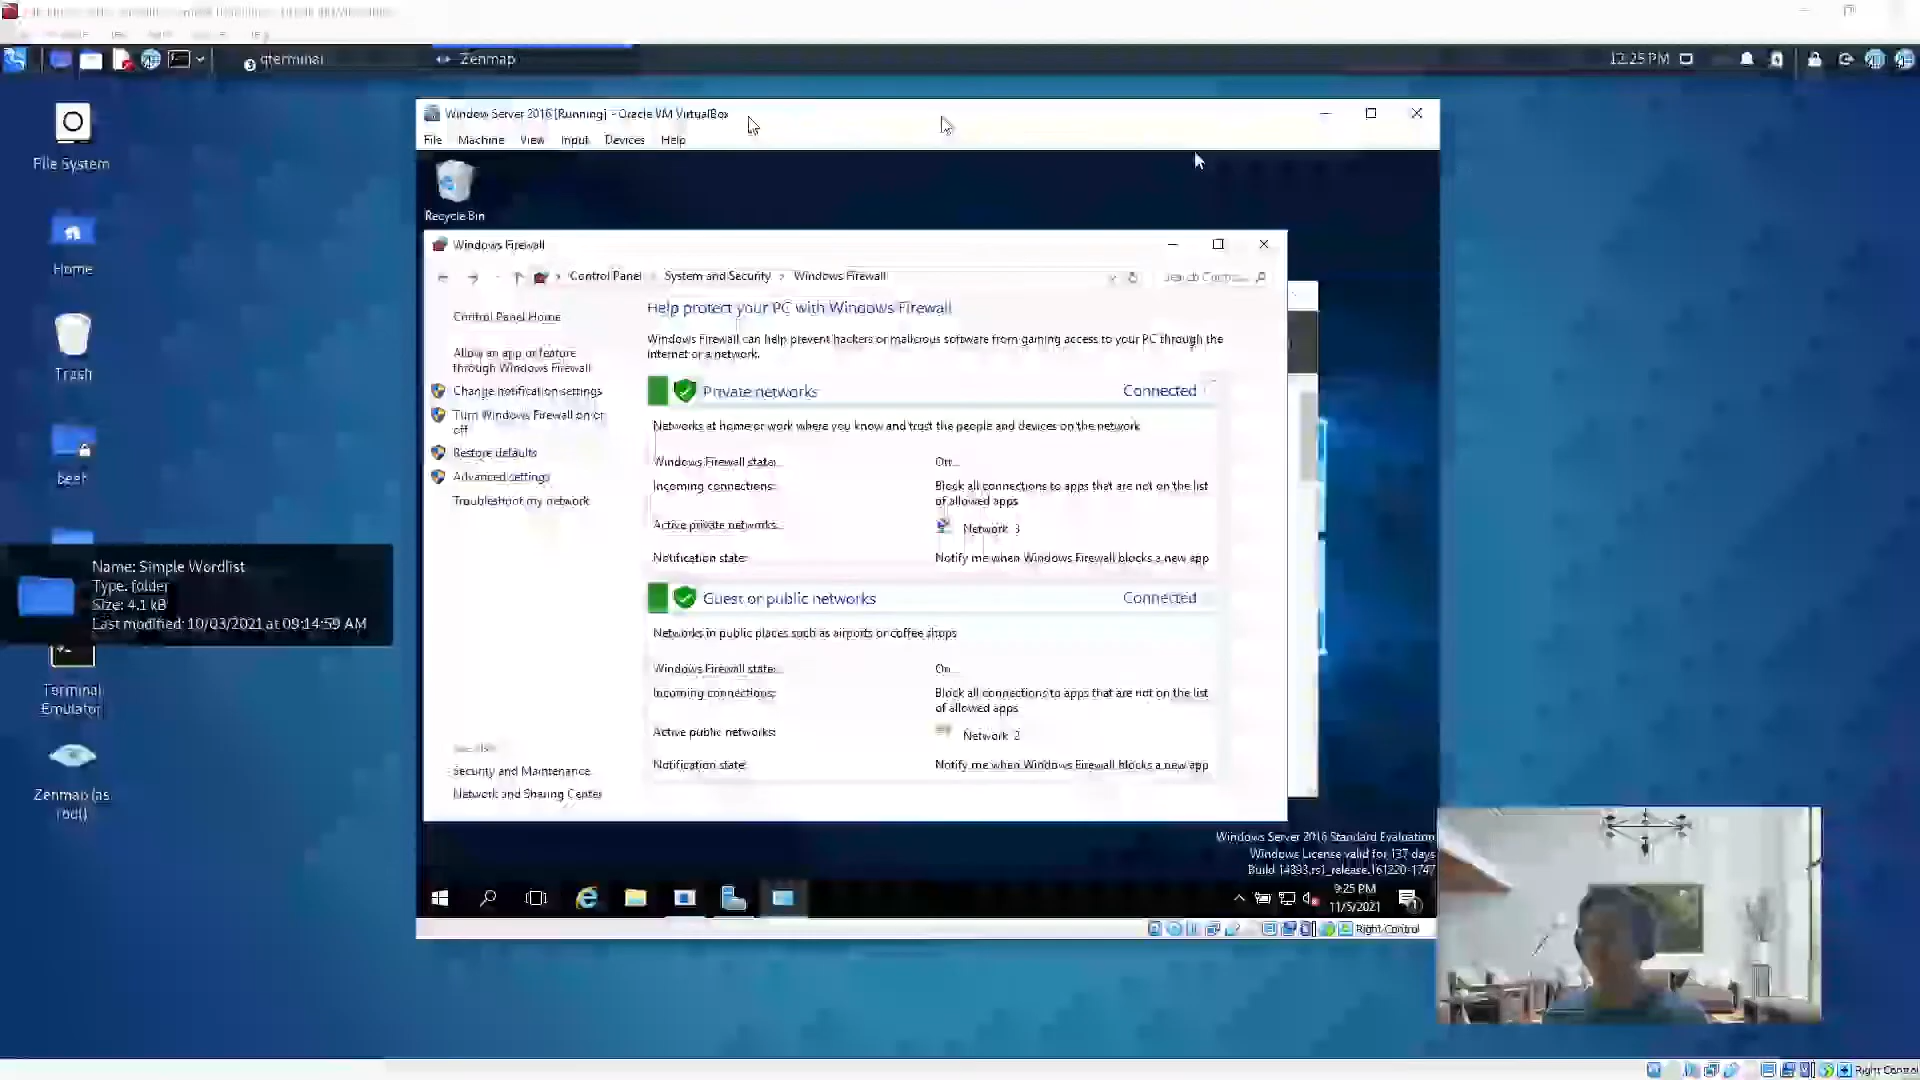 qterminal
Zenmap
12:25 PM
File System
Home
Trash
beef
Name: Simple Wordlist
Type: folder
Size: 4.1 kB
Last modified: 10/03/2021 at 09:14:59 AM
Terminal
Emulator
Zenmap (as
root)
Window Server 2016 [Running] - Oracle VM VirtualBox
File Machine View Input Devices Help
Recycle Bin
Windows Firewall
Control Panel System and Security Windows Firewall
Control Panel Home
Allow an app or feature
through Windows Firewall
Change notification settings
Turn Windows Firewall on or
off
Restore defaults
Advanced settings
Troubleshoot my network
Security and Maintenance
Network and Sharing Center
Help protect your PC with Windows Firewall
Windows Firewall can help prevent hackers or malicious software from gaining access to your PC through the
Internet or a network.
Private networks Connected
Networks at home or work where you know and trust the people and devices on the network
Windows Firewall state: On
Incoming connections: Block all connections to apps that are not on the list
of allowed apps
Active private networks: Network 3
Notification state: Notify me when Windows Firewall blocks a new app
Guest or public networks Connected
Networks in public places such as airports or coffee shops
Windows Firewall state: On
Incoming connections: Block all connections to apps that are not on the list
of allowed apps
Active public networks: Network 2
Notification state: Notify me when Windows Firewall blocks a new app
Windows Server 2016 Standard Evaluation
Windows License valid for 137 days
Build 14393.rs1_release.161220-1747
9:25 PM
11/5/2021
Right Control
Right Control